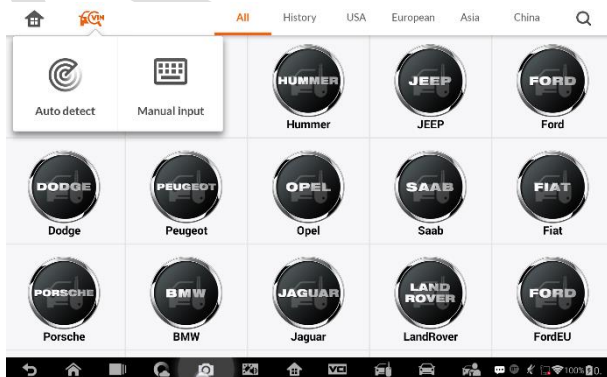 VIN
All History USA European Asia China
Auto detect Manual input
HUMMER JEEP FORD
Hummer JEEP Ford
DODGE PEUGEOT OPEL SAAB FIAT
Dodge Peugeot Opel Saab Fiat
PORSCHE BMW JAGUAR LAND ROVER FORD
Porsche BMW Jaguar LandRover FordEU
VCI 100%